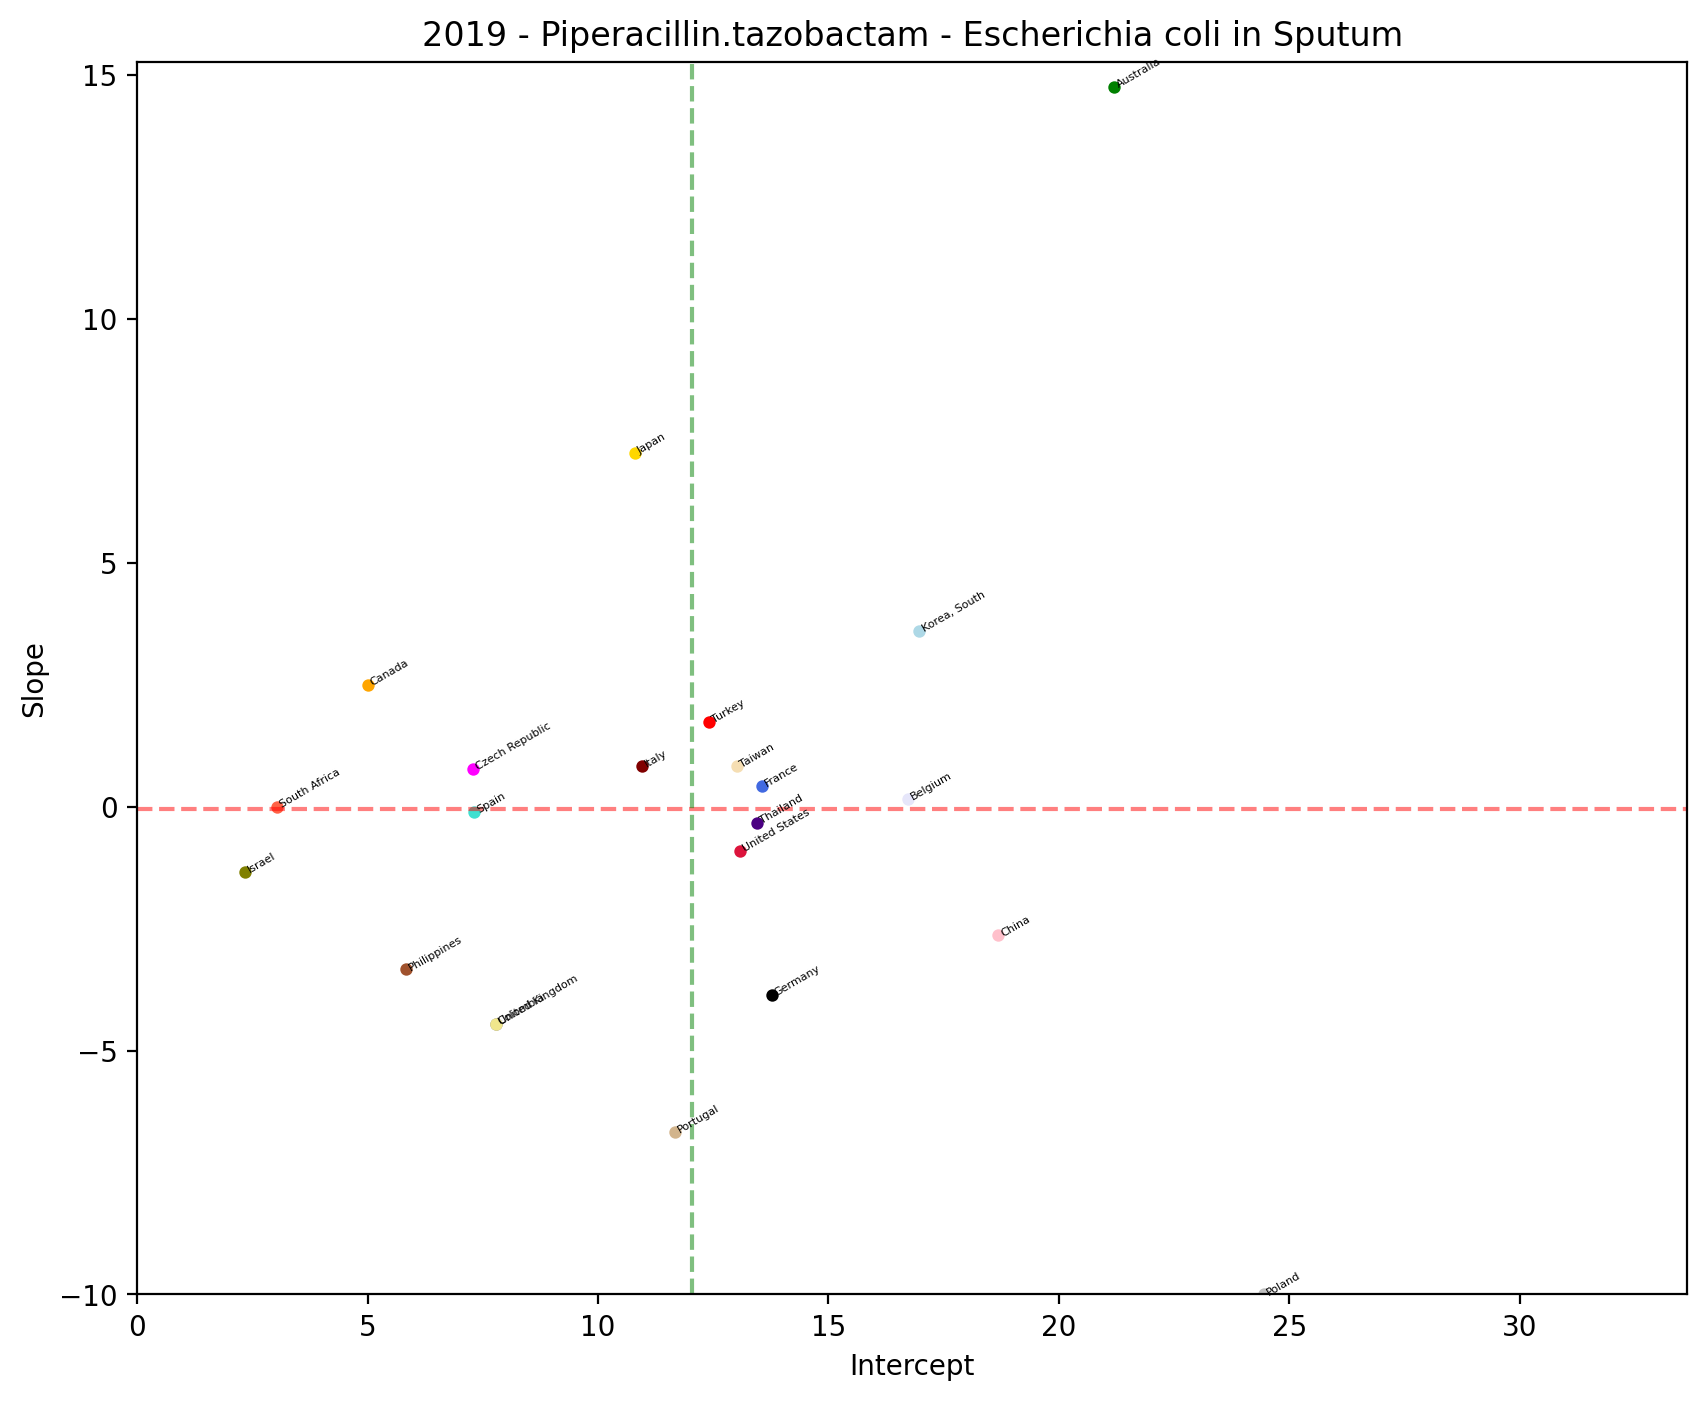 2019 - Piperacillin.tazobactam - Escherichia coli in Sputum
15
Australia
10
Japan
5
Korea, South
Canada
Turkey
Czech Republic
Italy
Taiwan
France
Belgium
South Africa
0
Spain
Thailand
United States
Israel
China
Philippines
Germany
United Kingdom
−5
Portugal
Poland
−10
0 5 10 15 20 25 30
Intercept
Slope